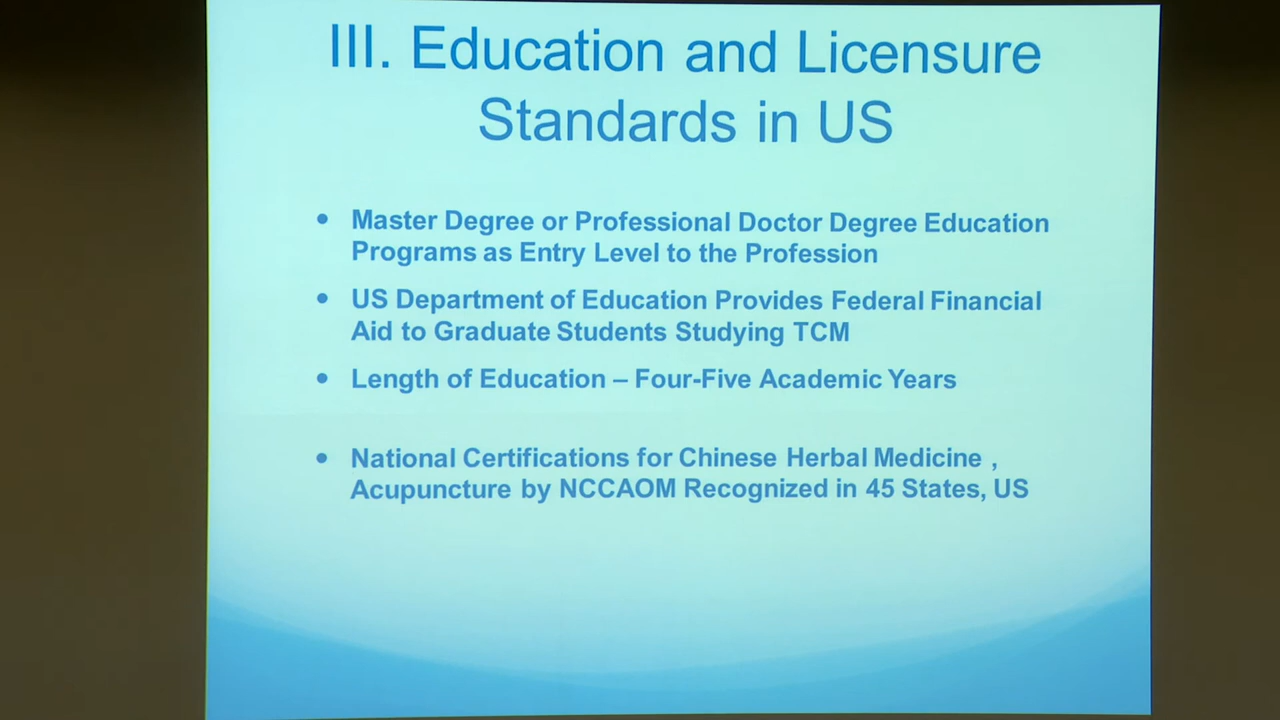 III. Education and Licensure
Standards in US
• Master Degree or Professional Doctor Degree Education
Programs as Entry Level to the Profession
• US Department of Education Provides Federal Financial
Aid to Graduate Students Studying TCM
• Length of Education – Four-Five Academic Years
• National Certifications for Chinese Herbal Medicine ,
Acupuncture by NCCAOM Recognized in 45 States, US